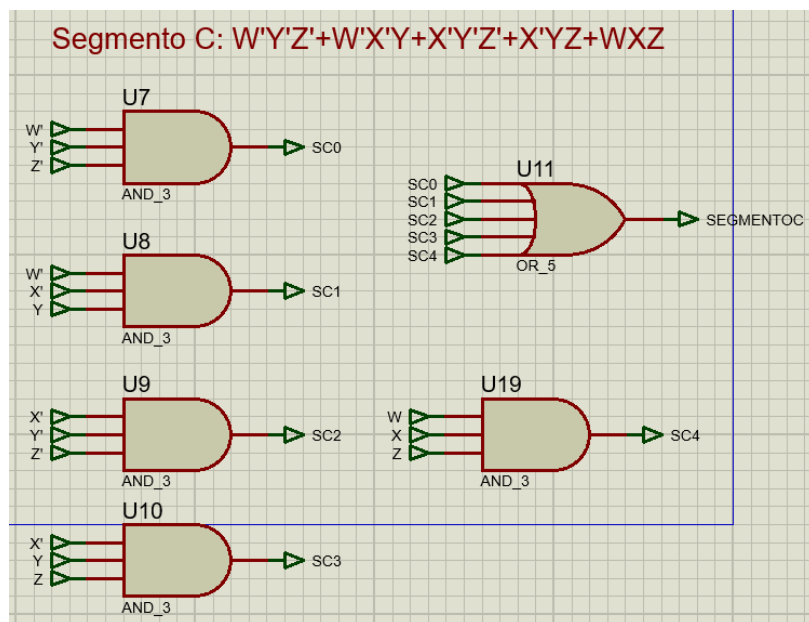 Segmento C: W'Y'Z'+W'X'Y+X'Y'Z'+X'YZ+WXZ
U7
W'
Y'
Z'
SC0
AND_3
U11
SC0
SC1
SC2
SC3
SC4
SEGMENTOC
OR_5
U8
W'
X'
Y
SC1
AND_3
U9
X'
Y'
Z'
SC2
AND_3
U19
W
X
Z
SC4
AND_3
U10
X'
Y
Z
SC3
AND_3